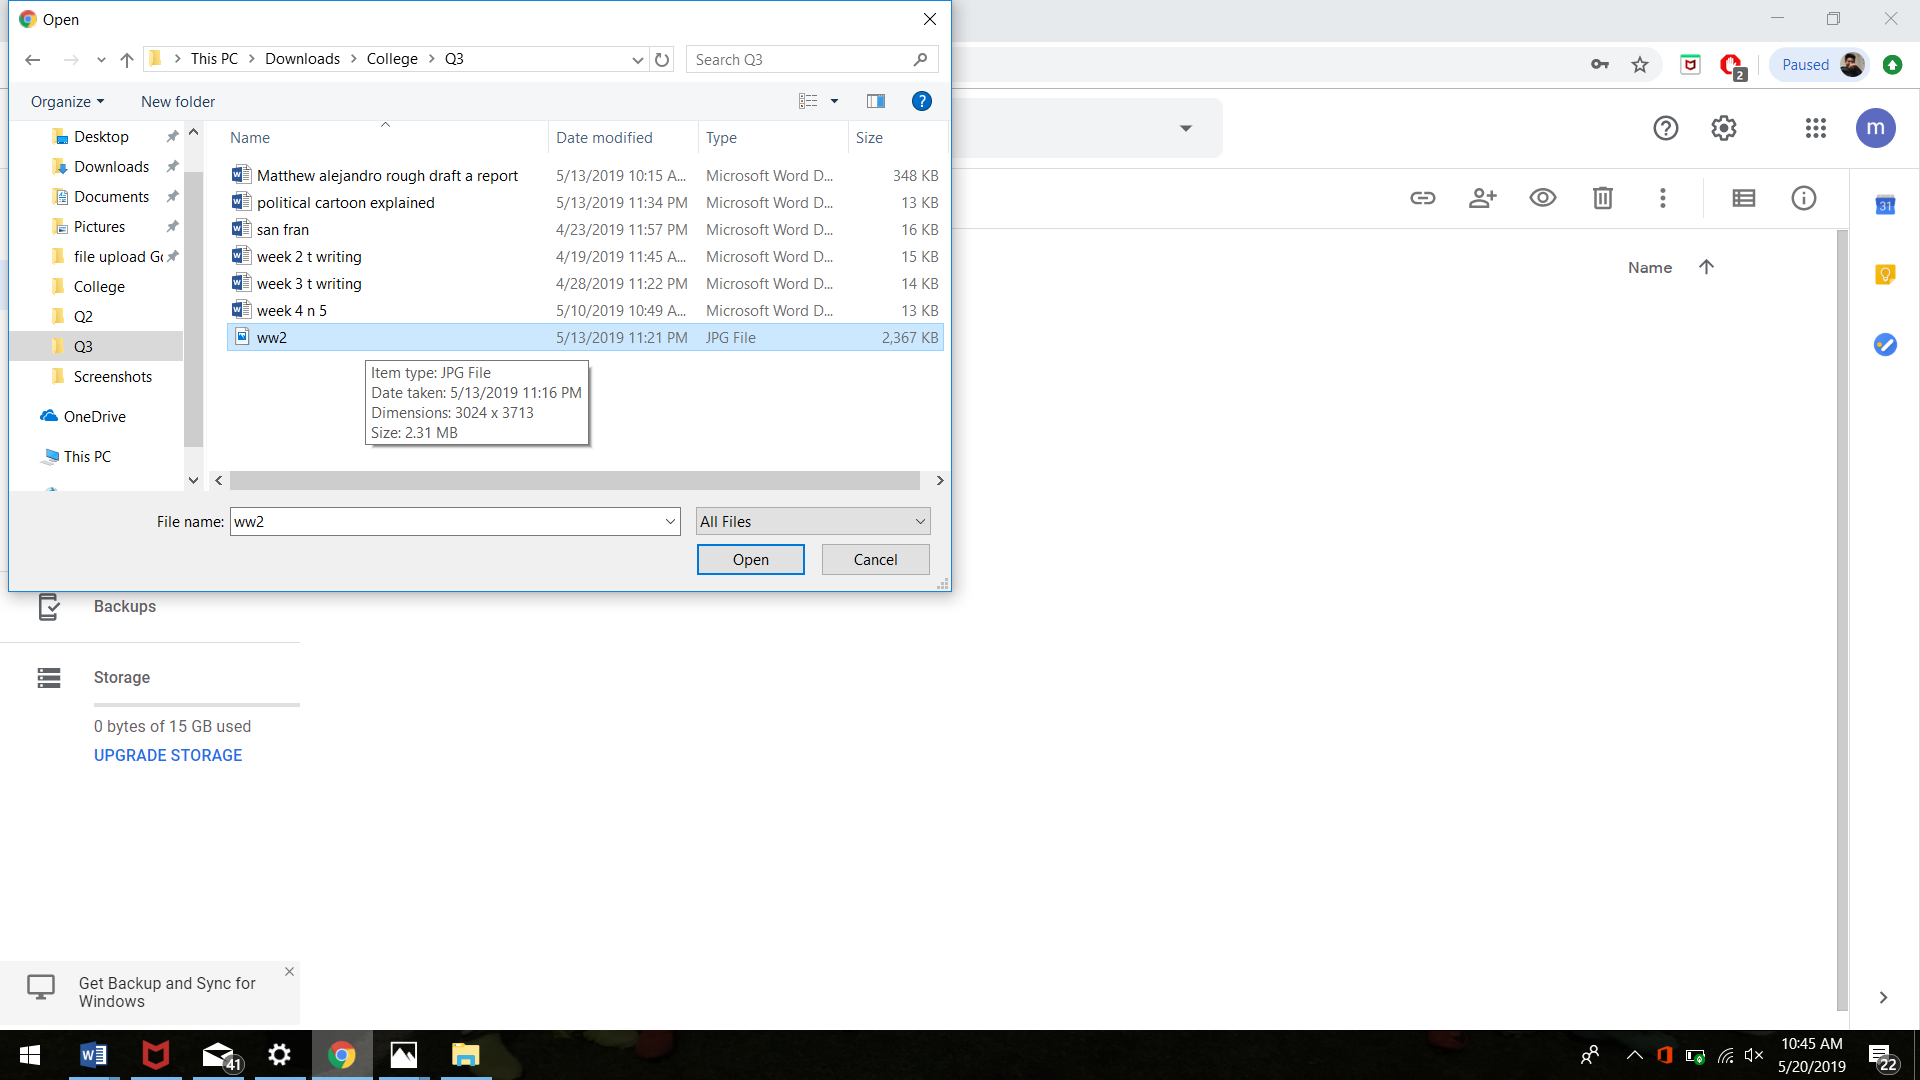 Open
This PC Downloads College Q3
Search Q3
Paused
2
Organize
New folder
?
m
Desktop
Downloads
Documents
Pictures
file upload G
College
Q2
Q3
Screenshots
OneDrive
This PC
Name Date modified Type Size
Matthew alejandro rough draft a report 5/13/2019 10:15 A... Microsoft Word D... 348 KB
political cartoon explained 5/13/2019 11:34 PM Microsoft Word D... 13 KB
san fran 4/23/2019 11:57 PM Microsoft Word D... 16 KB
week 2 t writing 4/19/2019 11:45 A... Microsoft Word D... 15 KB
week 3 t writing 4/28/2019 11:22 PM Microsoft Word D... 14 KB
week 4 n 5 5/10/2019 10:49 A... Microsoft Word D... 13 KB
ww2 5/13/2019 11:21 PM JPG File 2,367 KB
Item type: JPG File
Date taken: 5/13/2019 11:16 PM
Dimensions: 3024 x 3713
Size: 2.31 MB
File name: ww2
All Files
Open
Cancel
31
Name
Backups
Storage
0 bytes of 15 GB used
UPGRADE STORAGE
Get Backup and Sync for
Windows
41
10:45 AM
5/20/2019
22